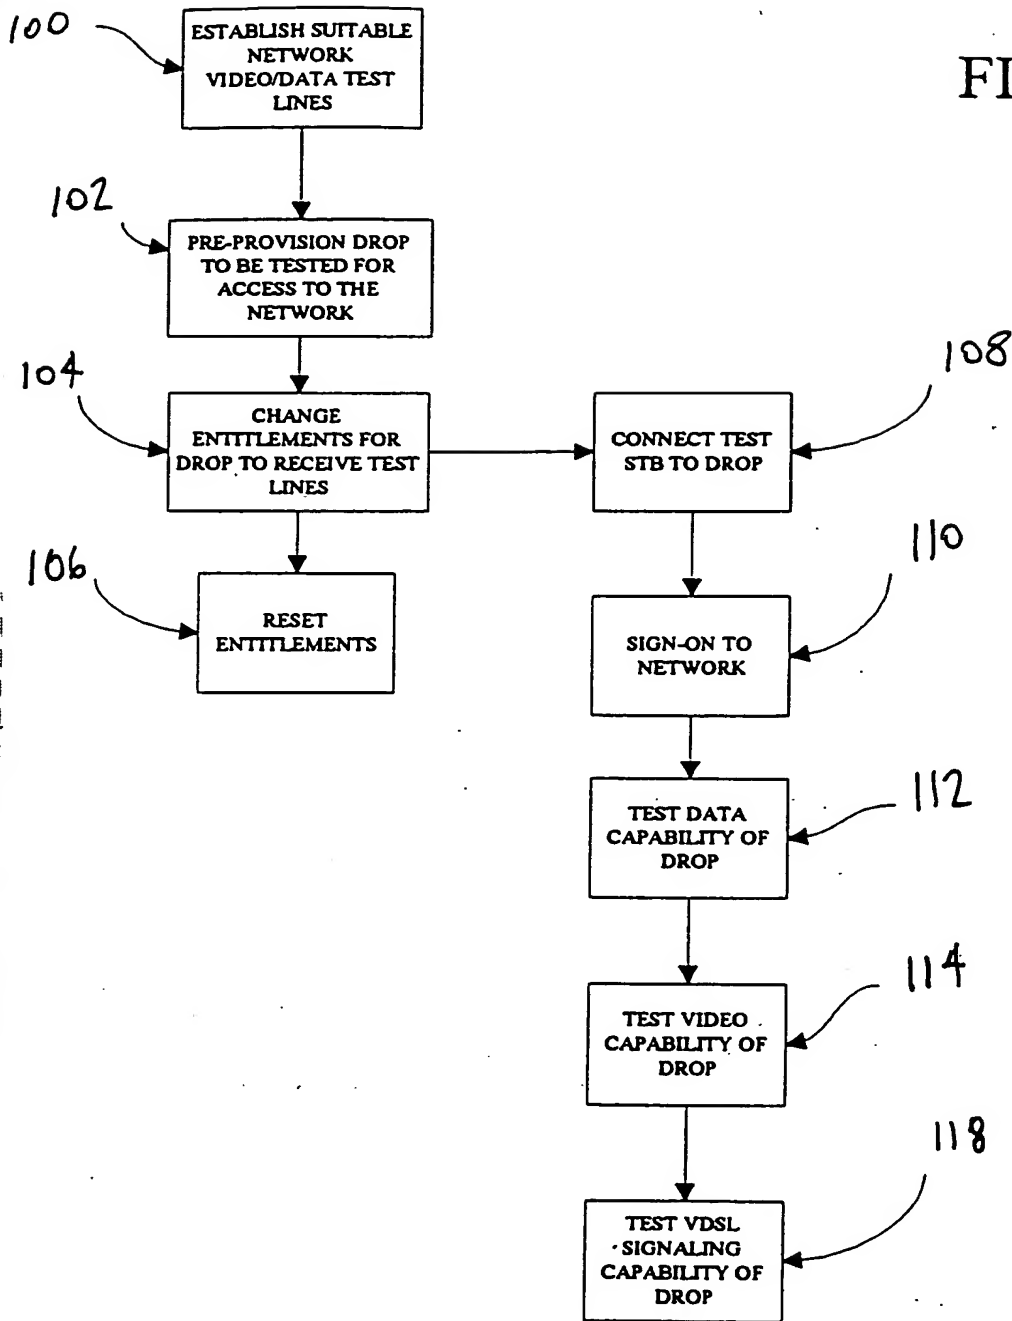 100
ESTABLISH SUITABLE
NETWORK
VIDEO/DATA TEST
LINES
FI
102
PRE-PROVISION DROP
TO BE TESTED FOR
ACCESS TO THE
NETWORK
104
CHANGE
ENTITLEMENTS FOR
DROP TO RECEIVE TEST
LINES
108
CONNECT TEST
STB TO DROP
106
RESET
ENTITLEMENTS
110
SIGN-ON TO
NETWORK
112
TEST DATA
CAPABILITY OF
DROP
114
TEST VIDEO
CAPABILITY OF
DROP
118
TEST VDSL
SIGNALING
CAPABILITY OF
DROP